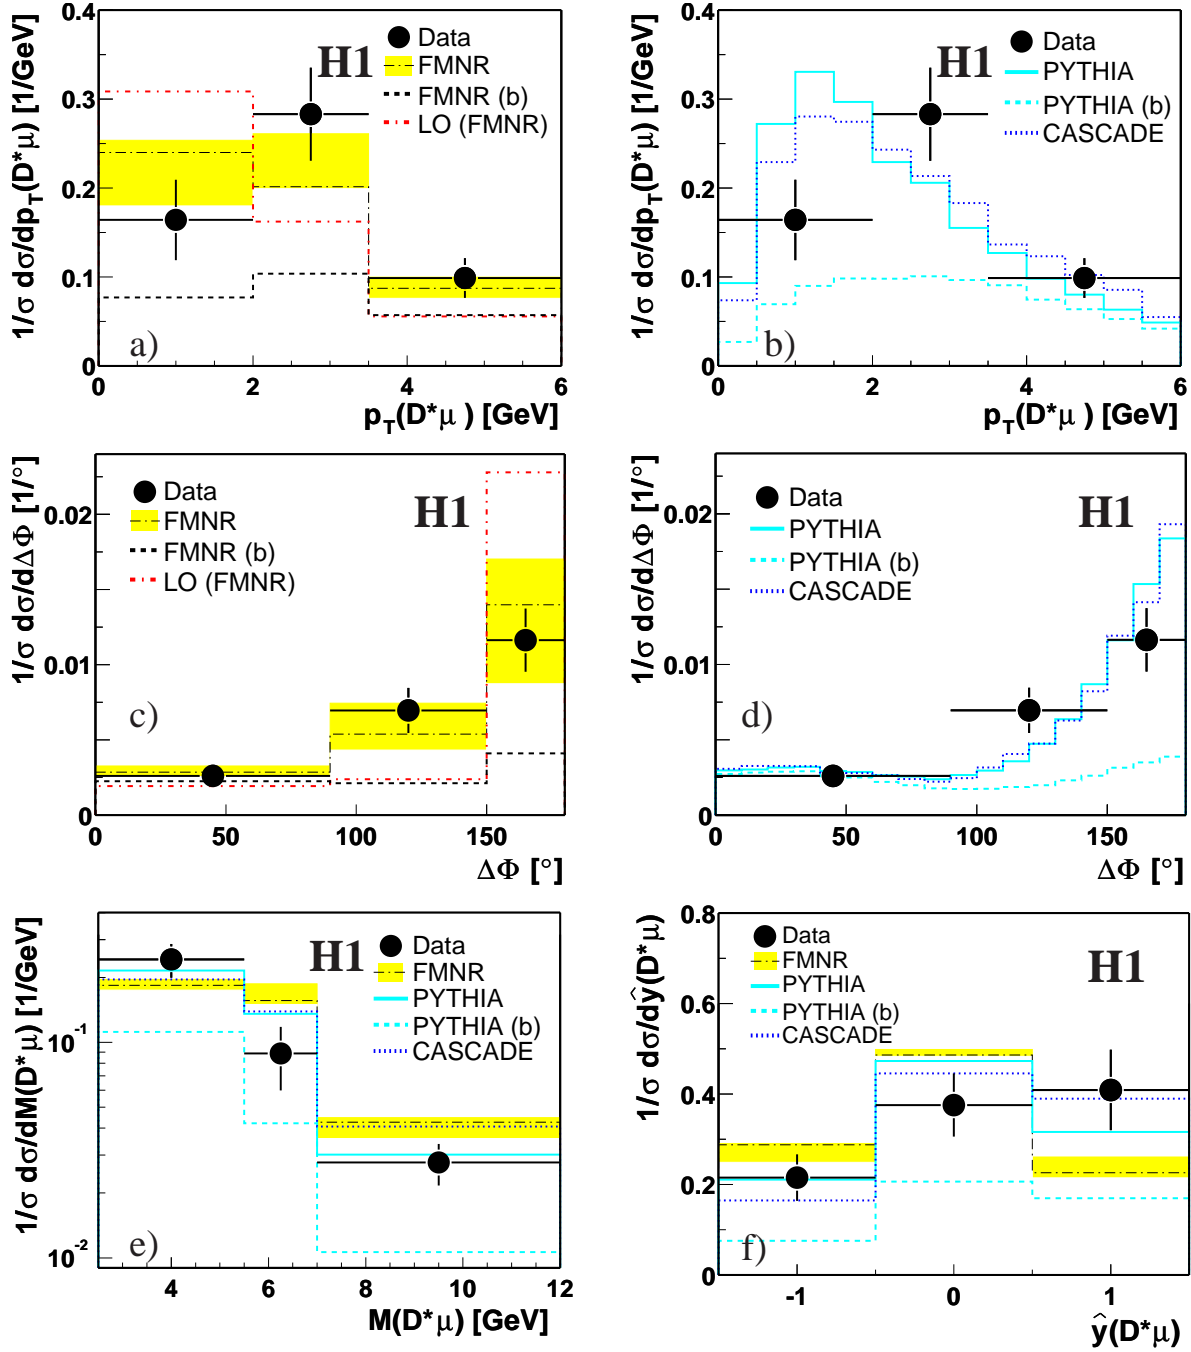 1/σ dσ/dp_T(D*μ) [1/GeV]
0.4
0.3
0.2
0.1
0
H1
Data
FMNR
FMNR (b)
LO (FMNR)
a)
0 2 4 6
p_T(D*μ) [GeV]
1/σ dσ/dp_T(D*μ) [1/GeV]
0.4
0.3
0.2
0.1
0
H1
Data
PYTHIA
PYTHIA (b)
CASCADE
b)
0 2 4 6
p_T(D*μ) [GeV]
1/σ dσ/dΔΦ [1/°]
0.02
0.01
0
Data
FMNR
FMNR (b)
LO (FMNR)
H1
c)
0 50 100 150
ΔΦ [°]
1/σ dσ/dΔΦ [1/°]
0.02
0.01
0
Data
PYTHIA
PYTHIA (b)
CASCADE
H1
d)
0 50 100 150
ΔΦ [°]
1/σ dσ/dM(D*μ) [1/GeV]
10⁻¹
10⁻²
H1
Data
FMNR
PYTHIA
PYTHIA (b)
CASCADE
e)
4 6 8 10 12
M(D*μ) [GeV]
1/σ dσ/dŷ(D*μ)
0.8
0.6
0.4
0.2
0
Data
FMNR
PYTHIA
PYTHIA (b)
CASCADE
H1
f)
-1 0 1
ŷ(D*μ)